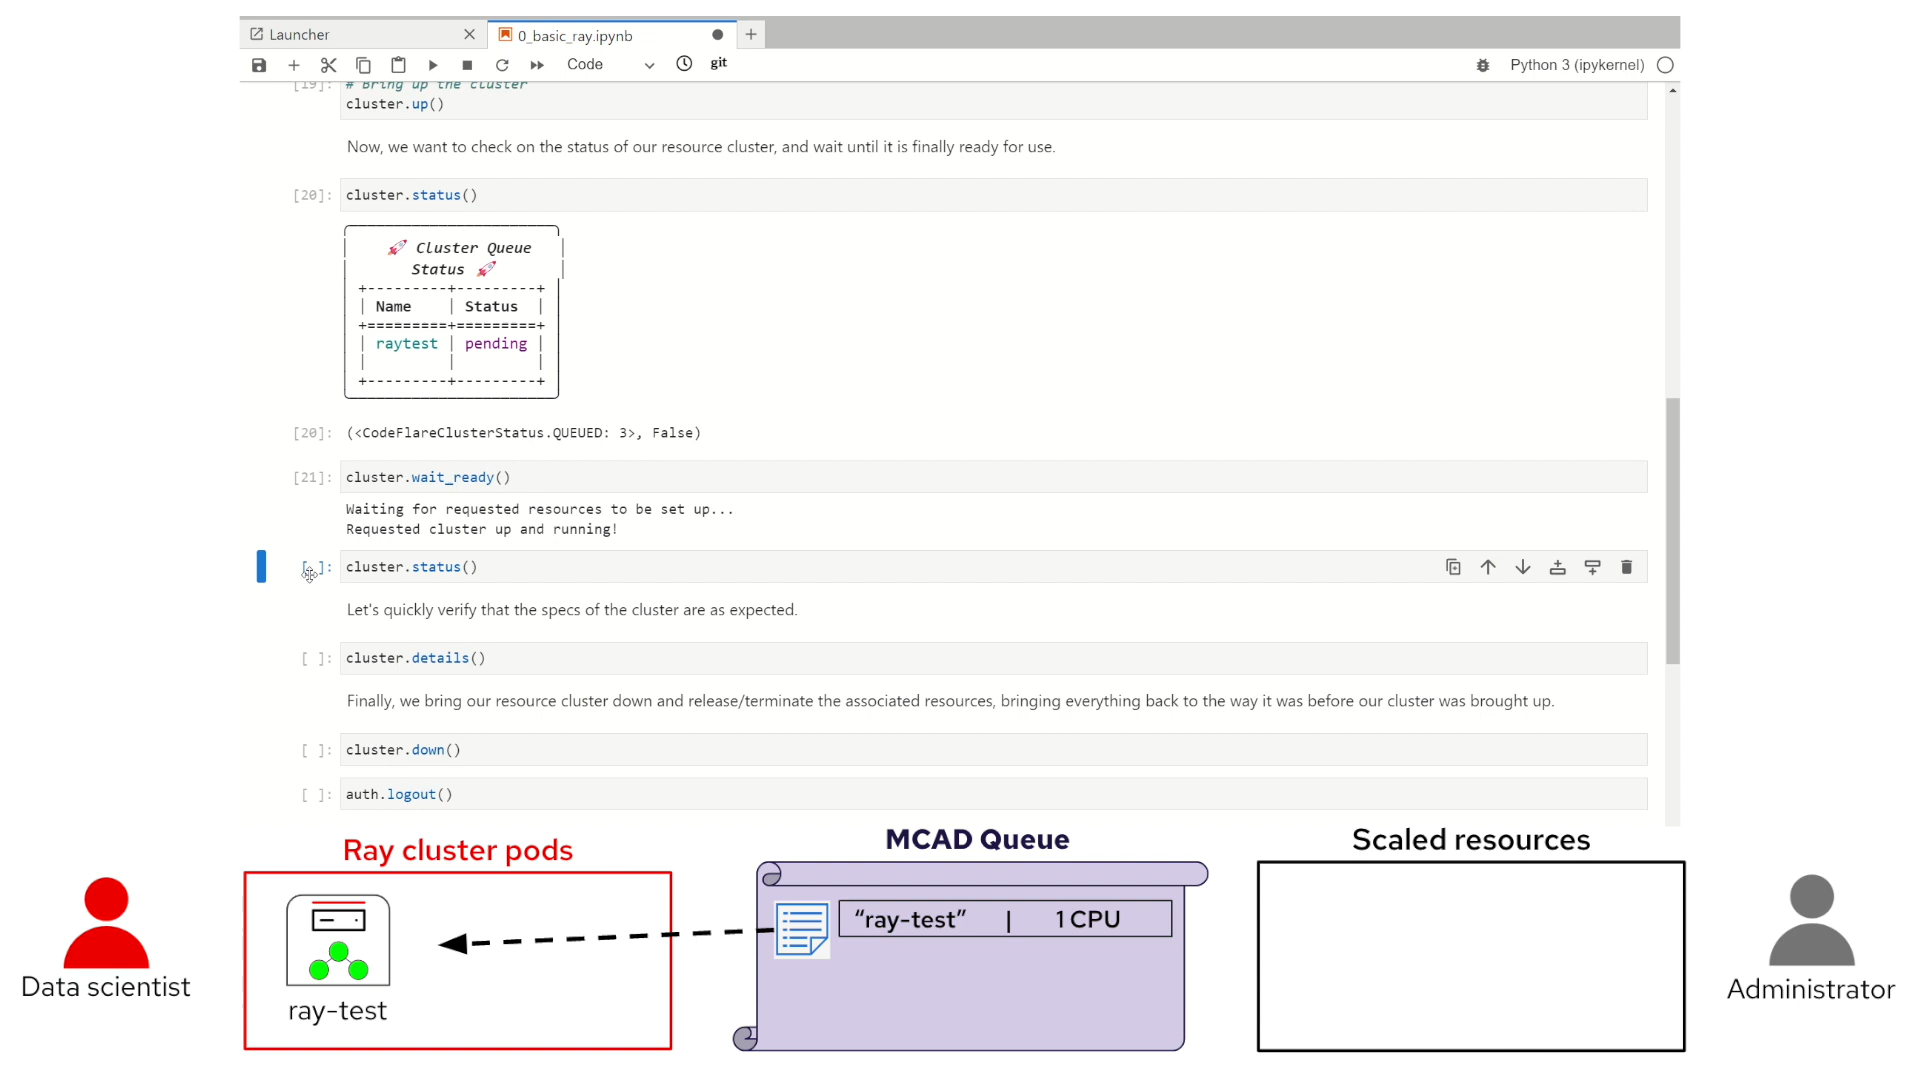 Launcher
0_basic_ray.ipynb
Code
git
Python 3 (ipykernel)
[19]: # Bring up the cluster
cluster.up()
Now, we want to check on the status of our resource cluster, and wait until it is finally ready for use.
[20]: cluster.status()
🚀 Cluster Queue
Status 🚀
+---------+---------+
| Name | Status |
+=========+=========+
| raytest | pending |
| | |
+---------+---------+
[20]: (<CodeFlareClusterStatus.QUEUED: 3>, False)
[21]: cluster.wait_ready()
Waiting for requested resources to be set up...
Requested cluster up and running!
[ ]: cluster.status()
Let's quickly verify that the specs of the cluster are as expected.
[ ]: cluster.details()
Finally, we bring our resource cluster down and release/terminate the associated resources, bringing everything back to the way it was before our cluster was brought up.
[ ]: cluster.down()
[ ]: auth.logout()
Ray cluster pods
MCAD Queue
Scaled resources
"ray-test" | 1 CPU
ray-test
Data scientist
Administrator